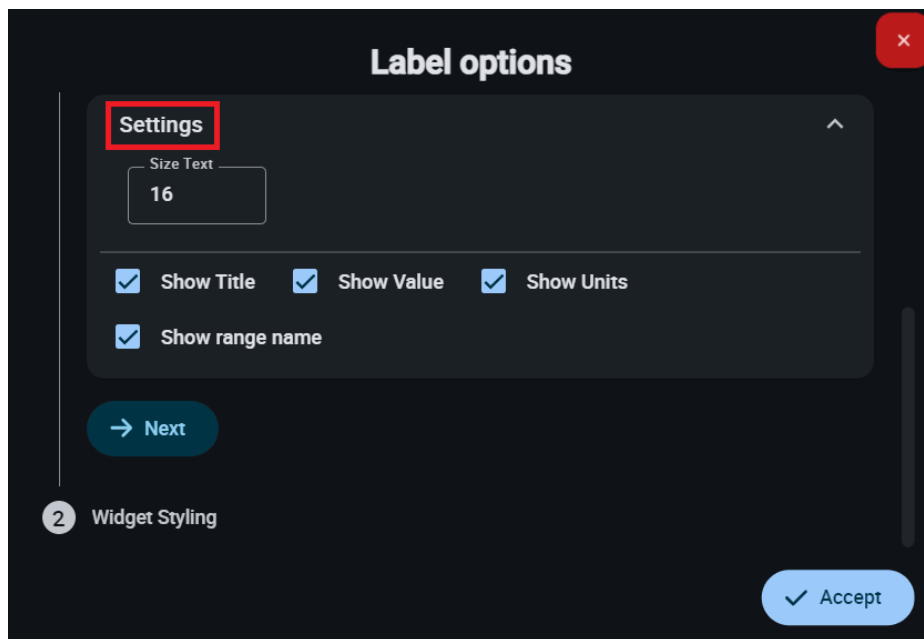 Label options
Settings
Size Text
16
Show Title Show Value Show Units
Show range name
Next
2 Widget Styling
Accept